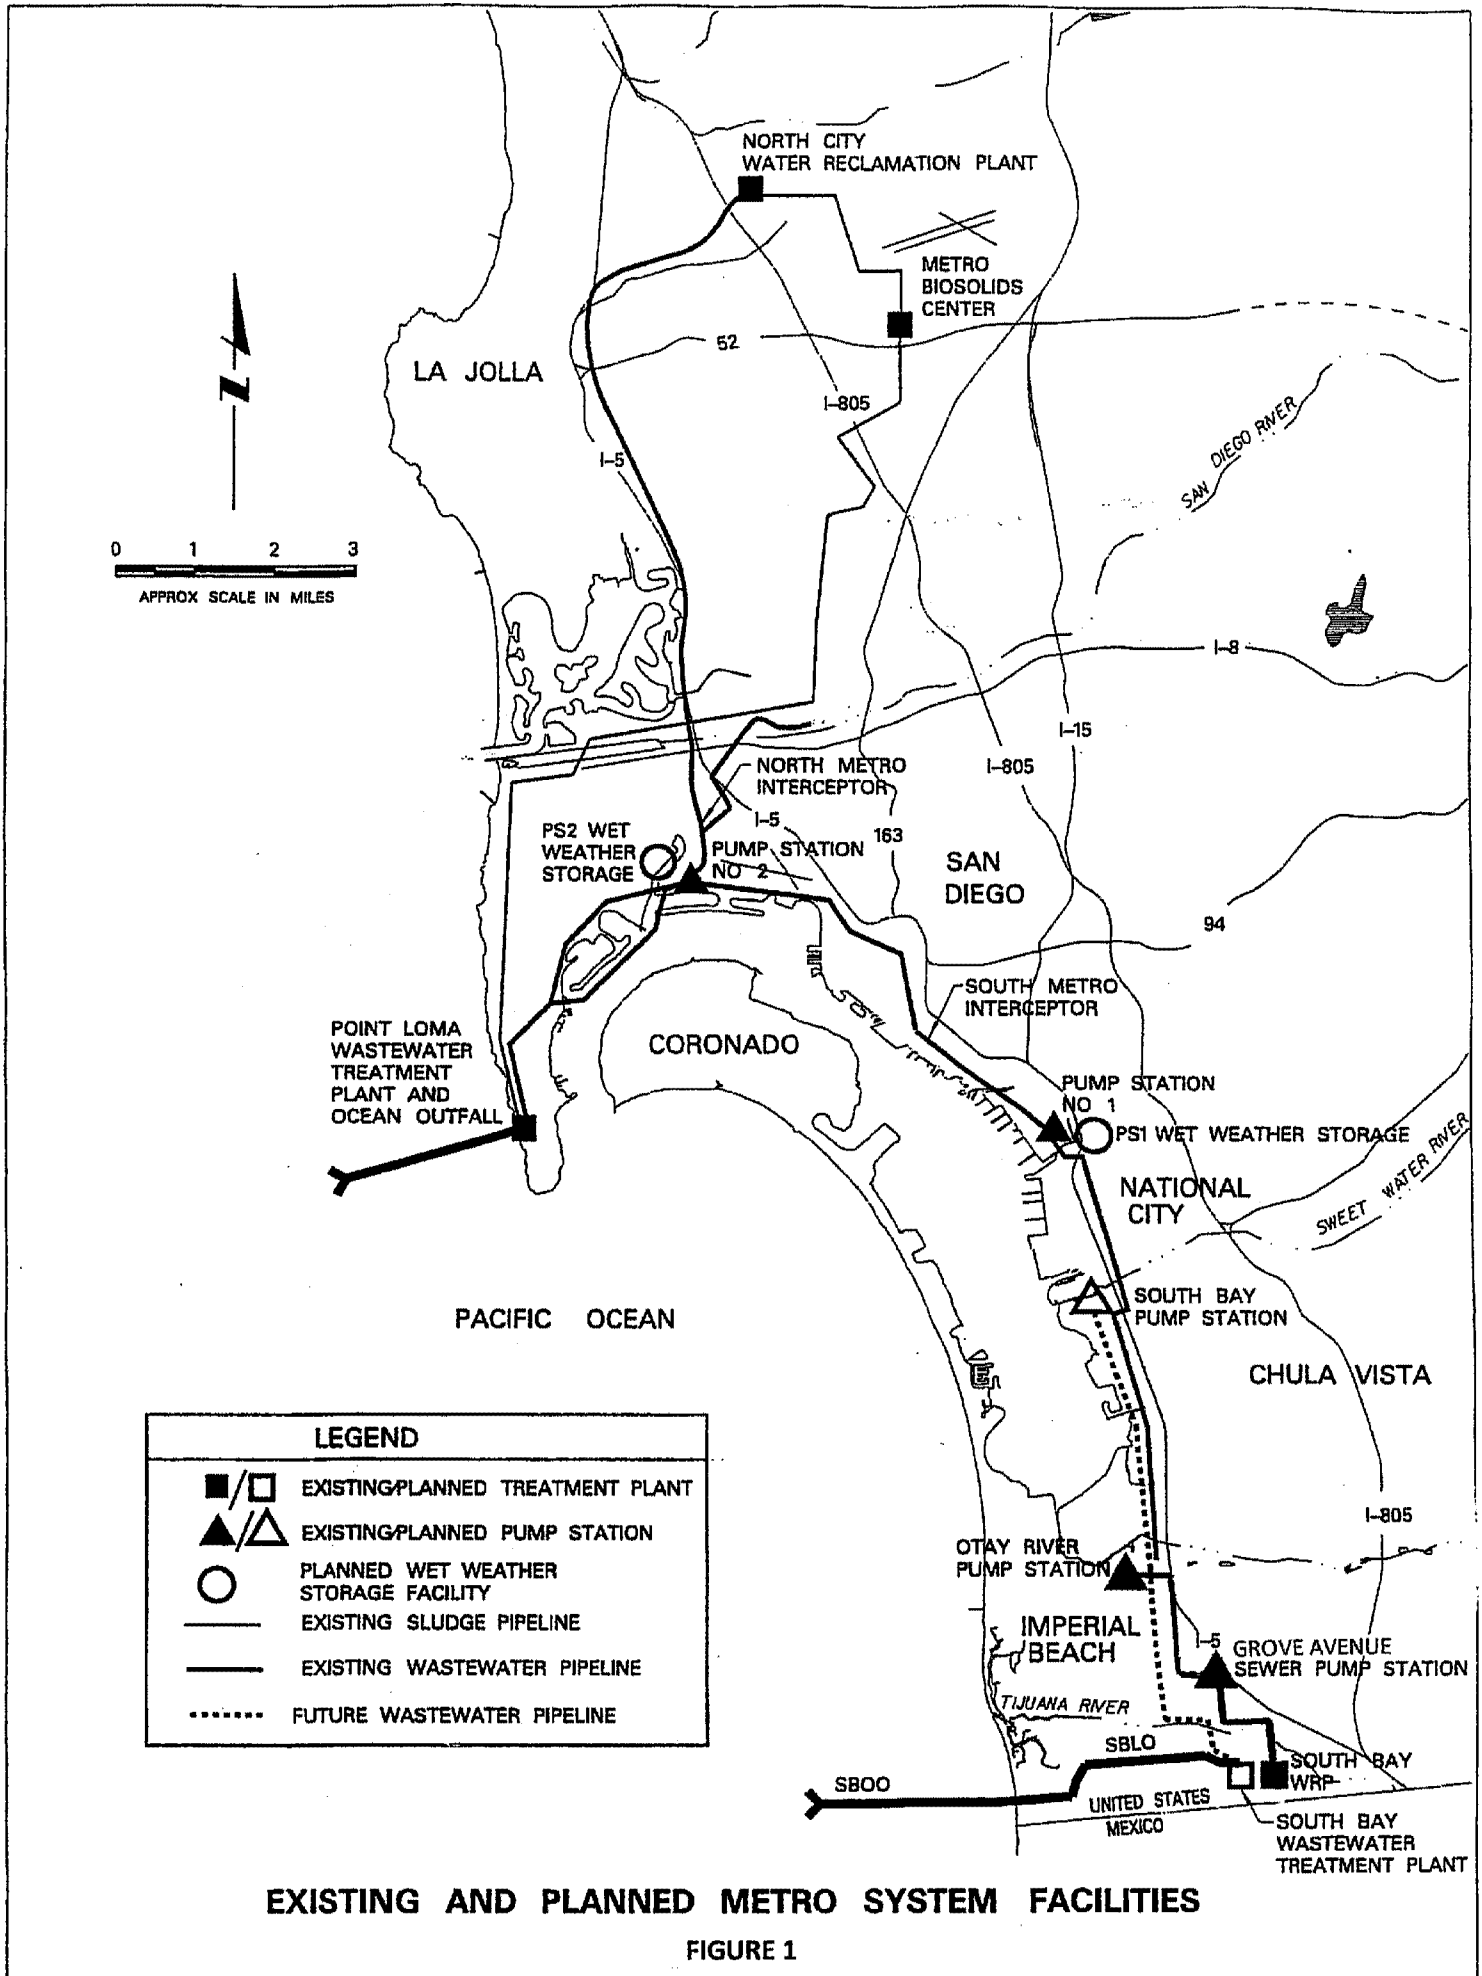 NORTH CITY
WATER RECLAMATION PLANT
METRO
BIOSOLIDS
CENTER
52
LA JOLLA
I-805
I-5
SAN DIEGO RIVER
N
0 1 2 3
APPROX SCALE IN MILES
I-8
I-15
I-805
NORTH METRO
INTERCEPTOR
I-5
163
PS2 WET
WEATHER
STORAGE
PUMP STATION
NO 2
SAN
DIEGO
94
SOUTH METRO
INTERCEPTOR
POINT LOMA
WASTEWATER
TREATMENT
PLANT AND
OCEAN OUTFALL
CORONADO
PUMP STATION
NO 1
PS1 WET WEATHER STORAGE
NATIONAL
CITY
SWEET WATER RIVER
SOUTH BAY
PUMP STATION
PACIFIC OCEAN
CHULA VISTA
LEGEND
EXISTING/PLANNED TREATMENT PLANT
EXISTING/PLANNED PUMP STATION
PLANNED WET WEATHER
STORAGE FACILITY
EXISTING SLUDGE PIPELINE
EXISTING WASTEWATER PIPELINE
FUTURE WASTEWATER PIPELINE
I-805
OTAY RIVER
PUMP STATION
IMPERIAL
BEACH
I-5
GROVE AVENUE
SEWER PUMP STATION
TIJUANA RIVER
SBLO
SBOO
SOUTH BAY
WRP
UNITED STATES
MEXICO
SOUTH BAY
WASTEWATER
TREATMENT PLANT
EXISTING AND PLANNED METRO SYSTEM FACILITIES
FIGURE 1